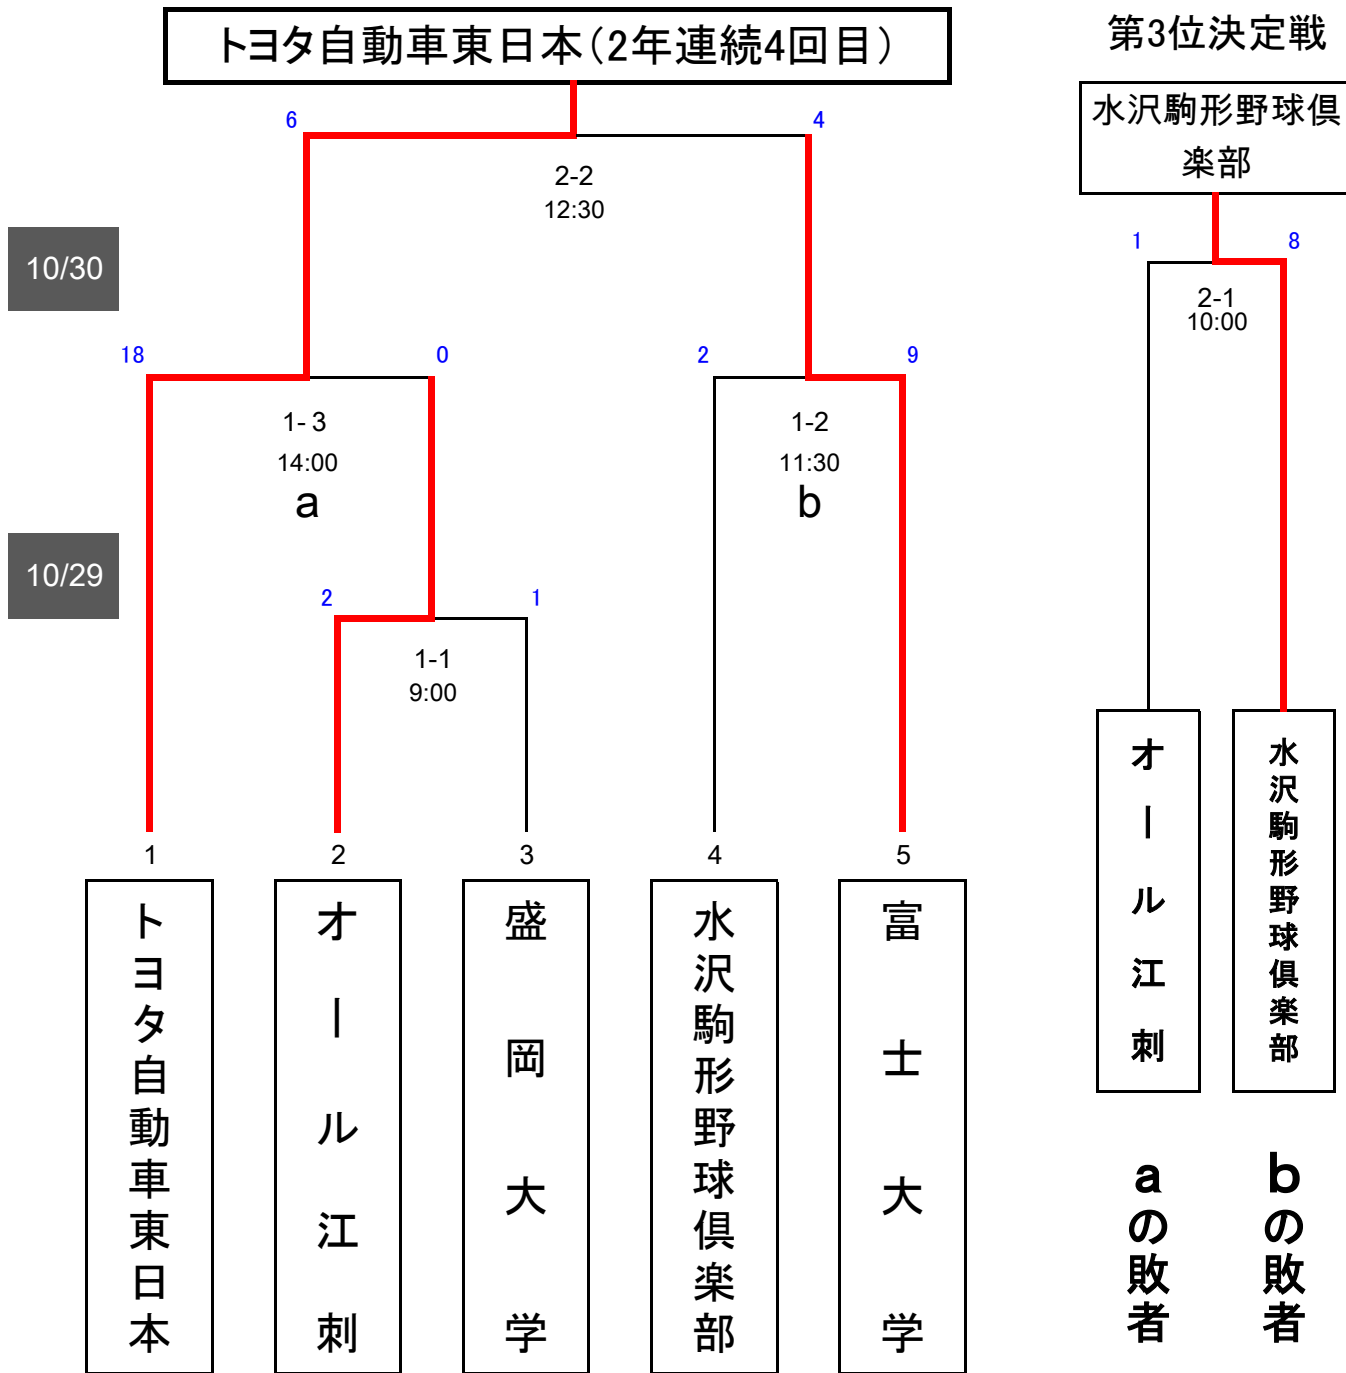 トヨタ自動車東日本(2年連続4回目)
第3位決定戦
水沢駒形野球倶
楽部
6
4
2-2
12:30
1
8
2-1
10:00
10/30
18
0
2
9
1- 3
14:00
a
1-2
11:30
b
10/29
2
1
1-1
9:00
1
2
3
4
5
トヨタ自動車東日本
オール江刺
盛岡大学
水沢駒形野球倶楽部
富士大学
オール江刺
水沢駒形野球倶楽部
aの敗者
bの敗者